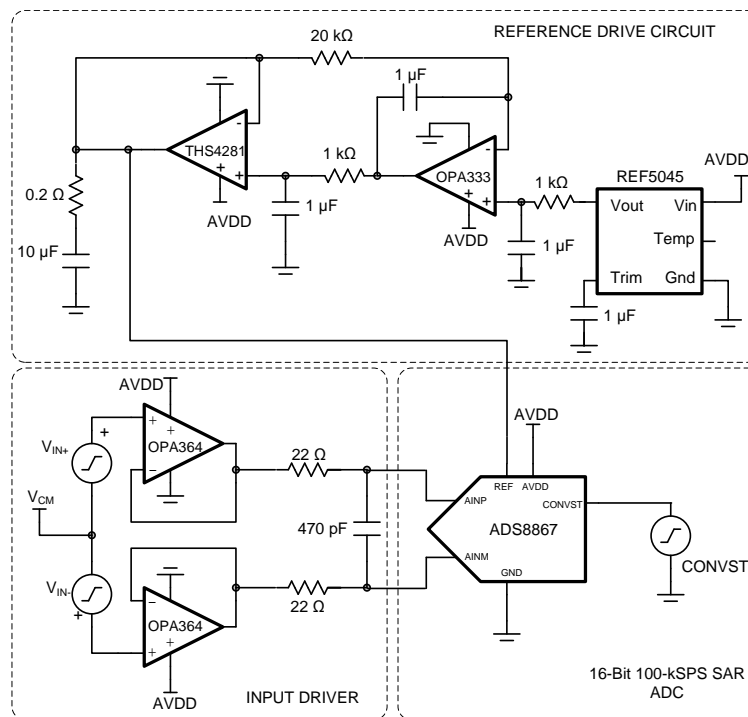 REFERENCE DRIVE CIRCUIT
20 kΩ
1 µF
-
THS4281
+
+
AVDD
1 kΩ
1 µF
-
OPA333
+
+
AVDD
1 kΩ
1 µF
REF5045
AVDD
Vout
Vin
Temp
Trim
Gnd
1 µF
0.2 Ω
10 µF
AVDD
+
VIN+
+
+
OPA364
-
22 Ω
VCM
470 pF
VIN-
+
-
OPA364
+
+
22 Ω
AVDD
INPUT DRIVER
AVDD
REF
AVDD
AINP
CONVST
ADS8867
AINM
GND
CONVST
16-Bit 100-kSPS SAR
ADC